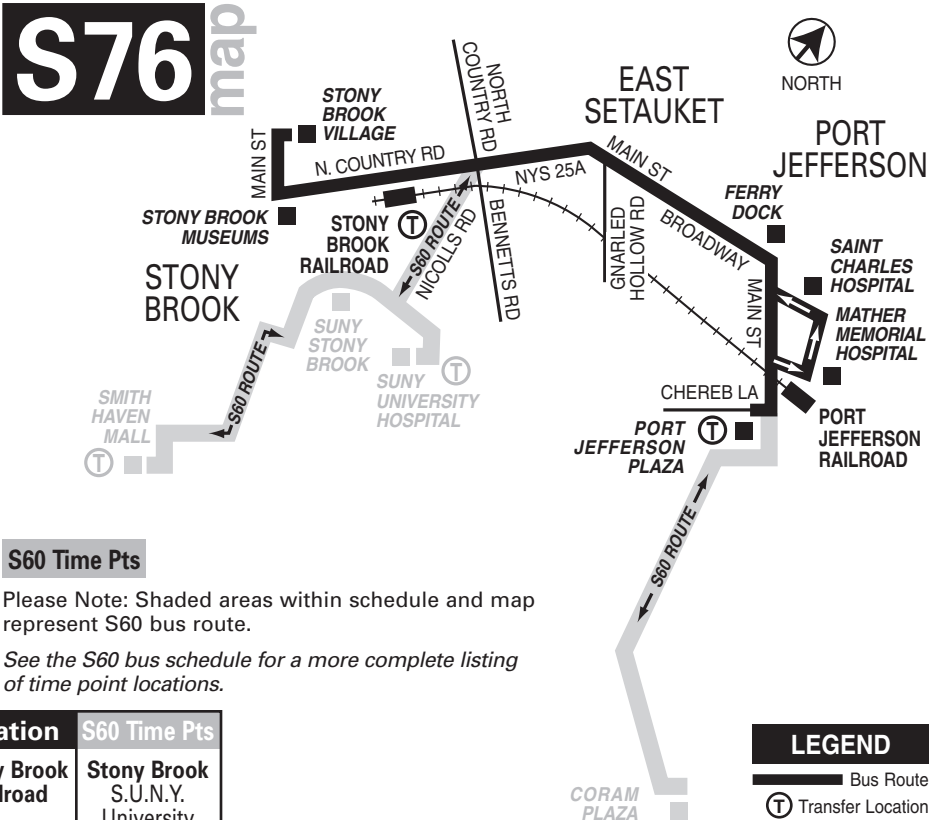 S76
map
NORTH
COUNTRY RD
NORTH
EAST
SETAUKET
PORT
JEFFERSON
STONY
BROOK
VILLAGE
MAIN ST
N. COUNTRY RD
NYS 25A
MAIN ST
BROADWAY
FERRY
DOCK
STONY BROOK
MUSEUMS
STONY
BROOK
RAILROAD
T
S60 ROUTE
NICOLLS RD
BENNETTS RD
GNARLED
HOLLOW RD
SAINT
CHARLES
HOSPITAL
MAIN ST
MATHER
MEMORIAL
HOSPITAL
STONY
BROOK
SUNY
STONY
BROOK
SUNY
UNIVERSITY
HOSPITAL
T
S60 ROUTE
SMITH
HAVEN
MALL
T
CHEREB LA
PORT
JEFFERSON
PLAZA
T
PORT
JEFFERSON
RAILROAD
S60 ROUTE
S60 Time Pts
Please Note: Shaded areas within schedule and map
represent S60 bus route.
See the S60 bus schedule for a more complete listing
of time point locations.
S60 Time Pts
Brook
Stony Brook
S.U.N.Y.
University
CORAM
PLAZA
LEGEND
Bus Route
T Transfer Location